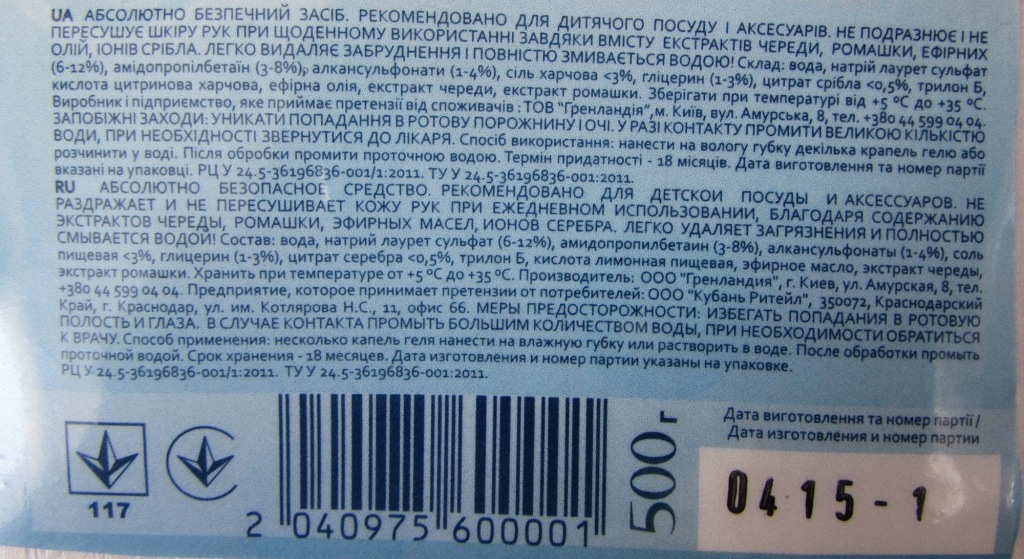 UA АБСОЛЮТНО БЕЗПЕЧНИЙ ЗАСІБ. РЕКОМЕНДОВАНО ДЛЯ ДИТЯЧОГО ПОСУДУ І АКСЕСУАРІВ. НЕ ПОДРАЗНЮЄ І НЕ
ПЕРЕСУШУЄ ШКІРУ РУК ПРИ ЩОДЕННОМУ ВИКОРИСТАННІ ЗАВДЯКИ ВМІСТУ ЕКСТРАКТІВ ЧЕРЕДИ, РОМАШКИ, ЕФІРНИХ
ОЛІЙ, ІОНІВ СРІБЛА. ЛЕГКО ВИДАЛЯЄ ЗАБРУДНЕННЯ І ПОВНІСТЮ ЗМИВАЄТЬСЯ ВОДОЮ! Склад: вода, натрій лаурет сульфат
(6-12%), амідопропілбетаїн (3-8%), алкансульфонати (1-4%), сіль харчова <3%, гліцерин (1-3%), цитрат срібла <0,5%, трилон Б,
кислота цитринова харчова, ефірна олія, екстракт череди, екстракт ромашки. Зберігати при температурі від +5 ºС до +35 ºС.
Виробник і підприємство, яке приймає претензії від споживачів : ТОВ "Гренландія",м. Київ, вул. Амурська, 8, тел. +380 44 599 04 04.
ЗАПОБІЖНІ ЗАХОДИ: УНИКАТИ ПОПАДАННЯ В РОТОВУ ПОРОЖНИНУ І ОЧІ. У РАЗІ КОНТАКТУ ПРОМИТИ ВЕЛИКОЮ КІЛЬКІСТЮ
ВОДИ, ПРИ НЕОБХІДНОСТІ ЗВЕРНУТИСЯ ДО ЛІКАРЯ. Спосіб використання: нанести на вологу губку декілька крапель гелю або
розчинити у воді. Після обробки промити проточною водою. Термін придатності - 18 місяців. Дата виготовлення та номер партії
вказані на упаковці. РЦ У 24.5-36196836-001/1:2011. ТУ У 24.5-36196836-001:2011.
RU АБСОЛЮТНО БЕЗОПАСНОЕ СРЕДСТВО. РЕКОМЕНДОВАНО ДЛЯ ДЕТСКОИ ПОСУДЫ И АКСЕССУАРОВ. НЕ
РАЗДРАЖАЕТ И НЕ ПЕРЕСУШИВАЕТ КОЖУ РУК ПРИ ЕЖЕДНЕВНОМ ИСПОЛЬЗОВАНИИ, БЛАГОДАРЯ СОДЕРЖАНИЮ
ЭКСТРАКТОВ ЧЕРЕДЫ, РОМАШКИ, ЭФИРНЫХ МАСЕЛ, ИОНОВ СЕРЕБРА. ЛЕГКО УДАЛЯЕТ ЗАГРЯЗНЕНИЯ И ПОЛНОСТЬЮ
СМЫВАЕТСЯ ВОДОЙ! Состав: вода, натрий лаурет сульфат (6-12%), амидопропилбетаин (3-8%), алкансульфонаты (1-4%), соль
пищевая <3%, глицерин (1-3%), цитрат серебра <0,5%, трилон Б, кислота лимонная пищевая, эфирное масло, экстракт череды,
экстракт ромашки. Хранить при температуре от +5 ºС до +35 ºС. Производитель: ООО "Гренландия", г. Киев, ул. Амурская, 8, тел.
+380 44 599 04 04. Предприятие, которое принимает претензии от потребителей: ООО "Кубань Ритейл", 350072, Краснодарский
Край, г. Краснодар, ул. им. Котлярова Н.С., 11, офис 66. МЕРЫ ПРЕДОСТОРОЖНОСТИ: ИЗБЕГАТЬ ПОПАДАНИЯ В РОТОВУЮ
ПОЛОСТЬ И ГЛАЗА. В СЛУЧАЕ КОНТАКТА ПРОМЫТЬ БОЛЬШИМ КОЛИЧЕСТВОМ ВОДЫ, ПРИ НЕОБХОДИМОСТИ ОБРАТИТЬСЯ
К ВРАЧУ. Способ применения: несколько капель геля нанести на влажную губку или растворить в воде. После обработки промыть
проточной водой. Срок хранения - 18 месяцев. Дата изготовления и номер партии указаны на упаковке.
РЦ У 24.5-36196836-001/1:2011. ТУ У 24.5-36196836-001:2011.
117
2 040975 600001
500 г
Дата виготовлення та номер партії /
Дата изготовления и номер партии
0415-1